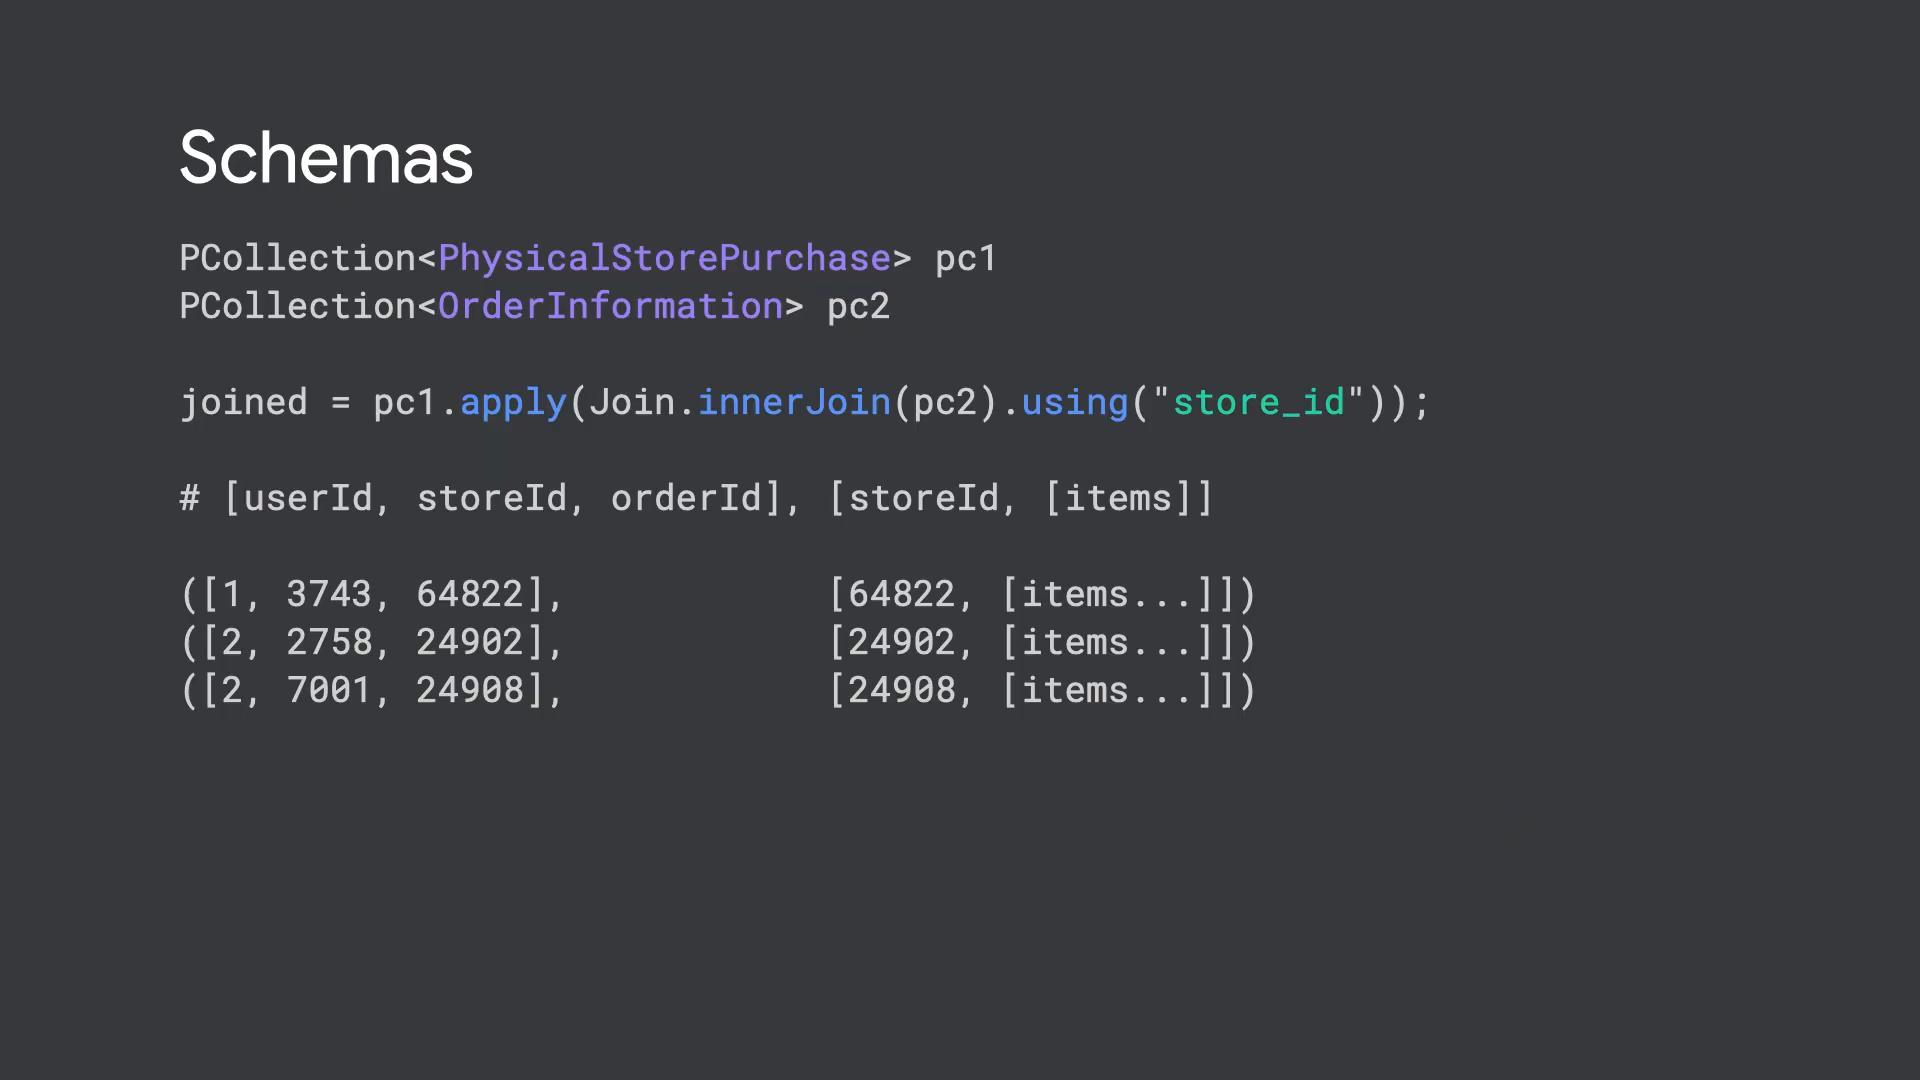 Schemas
PCollection<PhysicalStorePurchase> pc1
PCollection<OrderInformation> pc2
joined = pc1.apply(Join.innerJoin(pc2).using("store_id"));
# [userId, storeId, orderId], [storeId, [items]]
([1, 3743, 64822], [64822, [items...]])
([2, 2758, 24902], [24902, [items...]])
([2, 7001, 24908], [24908, [items...]])